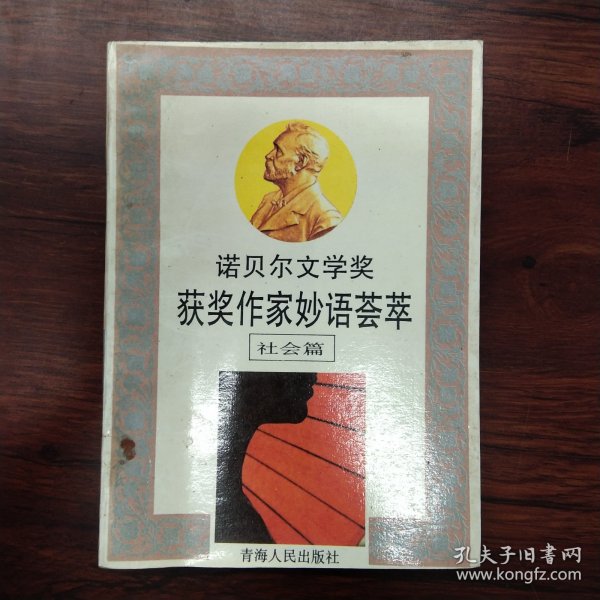 诺贝尔文学奖
获奖作家妙语荟萃
社会篇
青海人民出版社
孔夫子旧书网
www.kongfz.com